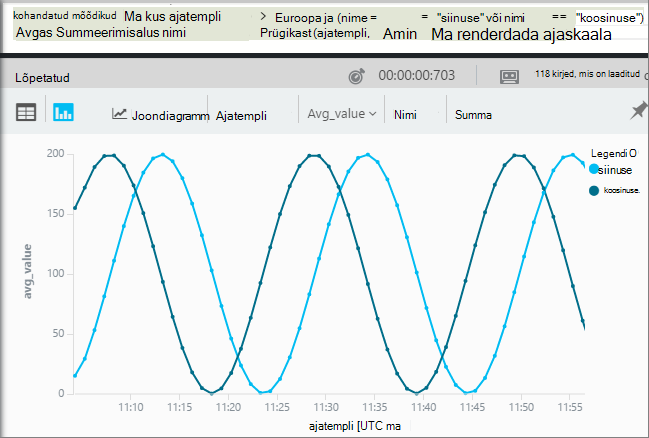 kohandatud mõõdikud Ma kus ajatempli > Euroopa ja (nime = = "siinuse" või nimi == "koosinuse")
Avgas Summeerimisalus nimi Prügikast (ajatempli, Amin Ma renderdada ajaskaala
Lõpetatud 00:00:00:703 118 kirjed, mis on laaditud
Joondiagramm Ajatempli Avg_value Nimi Summa
Legendi O
siinuse
koosinuse.
200
150
100
50
0
avg_value
11:10 11:15 11:20 11:25 11:30 11:35 11:40 11:45 11:50 11:55
ajatempli [UTC ma